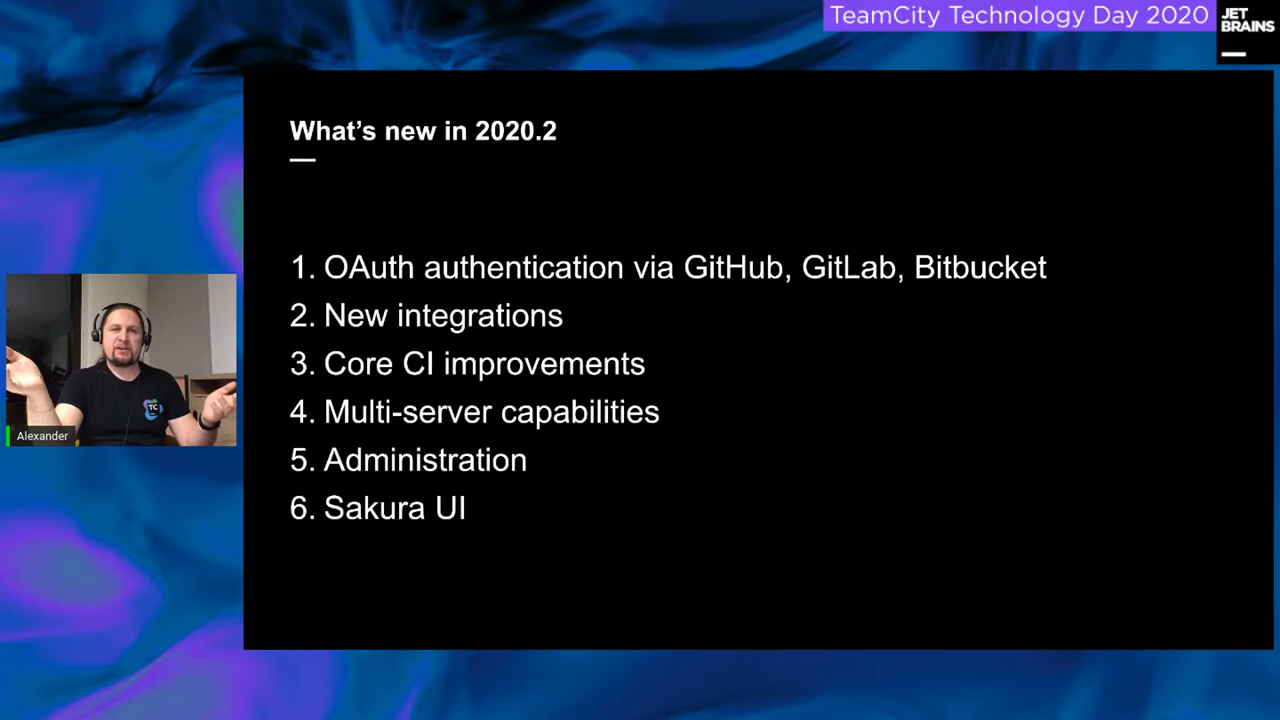 TeamCity Technology Day 2020
JET
BRAINS
What’s new in 2020.2
1. OAuth authentication via GitHub, GitLab, Bitbucket
2. New integrations
3. Core CI improvements
4. Multi-server capabilities
5. Administration
6. Sakura UI
TC
Alexander